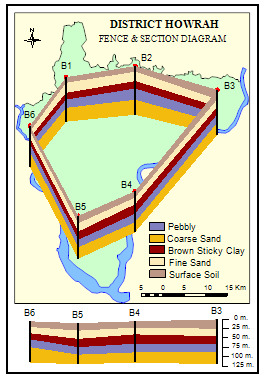 DISTRICT HOWRAH
FENCE & SECTION DIAGRAM
N
B1
B2
B3
B6
B4
B5
Pebbly
Coarse Sand
Brown Sticky Clay
Fine Sand
Surface Soil
5 0 5 10 15 Km
B6 B5 B4 B3
0 m.
25 m.
50 m.
75 m.
100 m.
125 m.